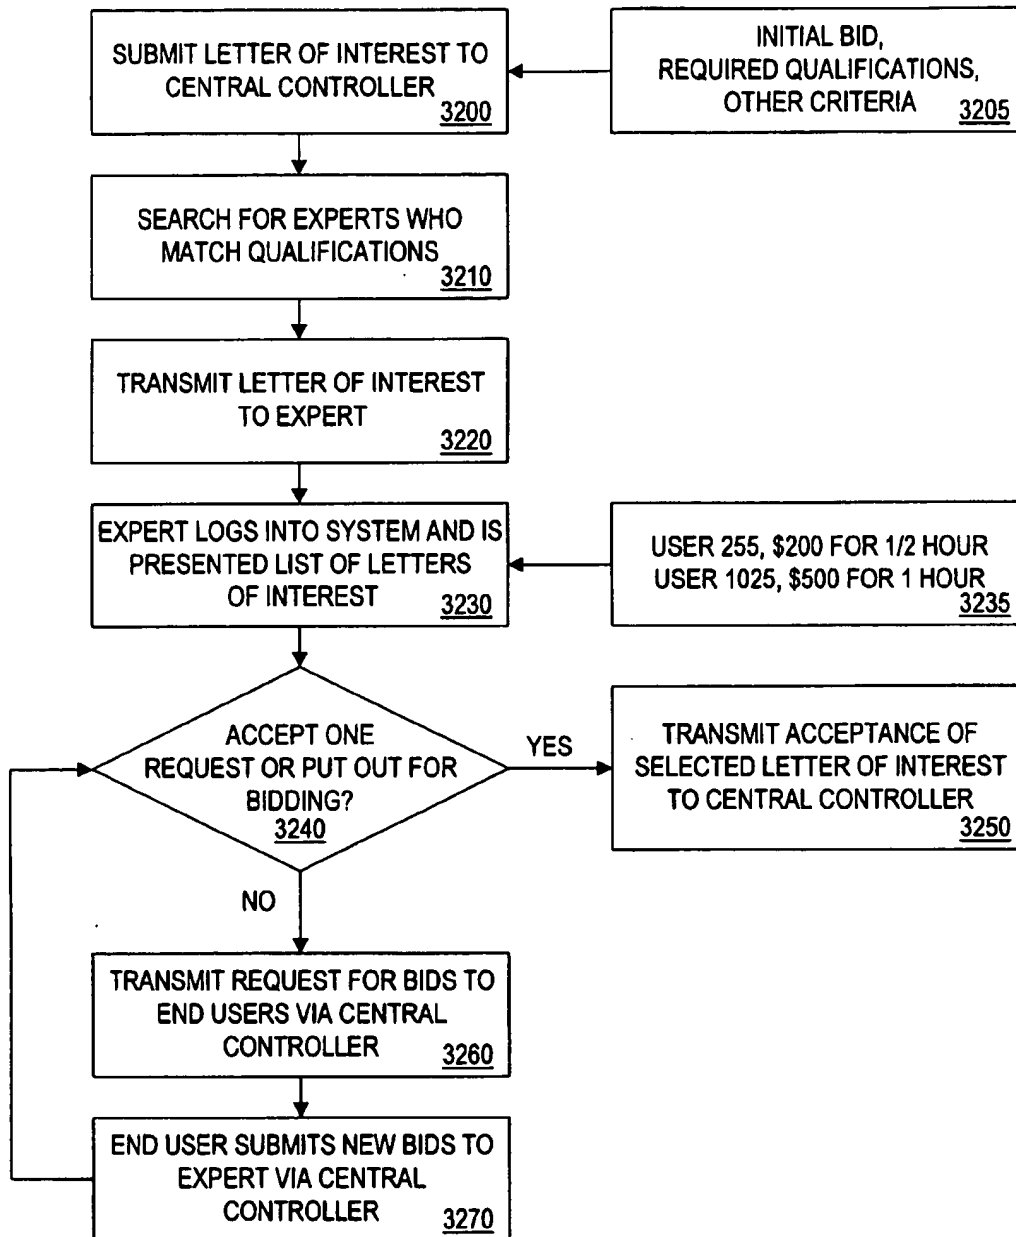 SUBMIT LETTER OF INTEREST TO
CENTRAL CONTROLLER
3200
INITIAL BID,
REQUIRED QUALIFICATIONS,
OTHER CRITERIA
3205
SEARCH FOR EXPERTS WHO
MATCH QUALIFICATIONS
3210
TRANSMIT LETTER OF INTEREST
TO EXPERT
3220
EXPERT LOGS INTO SYSTEM AND IS
PRESENTED LIST OF LETTERS
OF INTEREST
3230
USER 255, $200 FOR 1/2 HOUR
USER 1025, $500 FOR 1 HOUR
3235
ACCEPT ONE
REQUEST OR PUT OUT FOR
BIDDING?
3240
YES
TRANSMIT ACCEPTANCE OF
SELECTED LETTER OF INTEREST
TO CENTRAL CONTROLLER
3250
NO
TRANSMIT REQUEST FOR BIDS TO
END USERS VIA CENTRAL
CONTROLLER
3260
END USER SUBMITS NEW BIDS TO
EXPERT VIA CENTRAL
CONTROLLER
3270